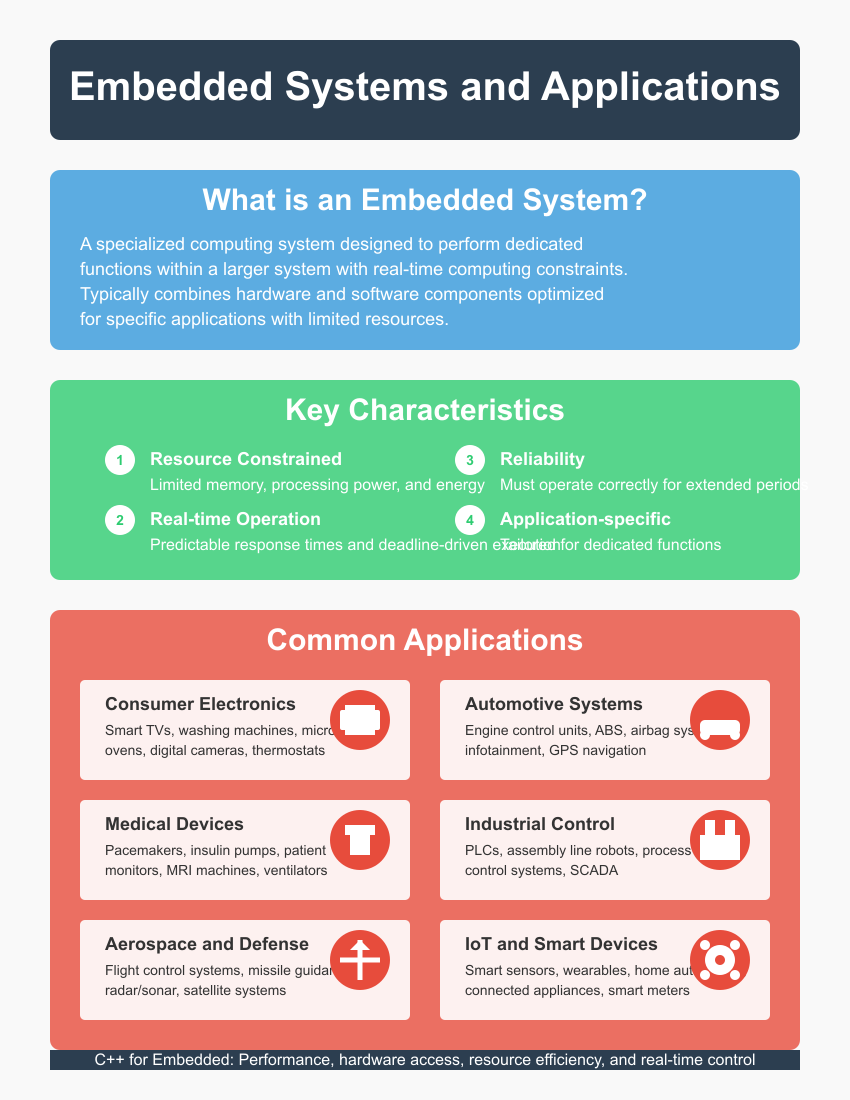 Embedded Systems and Applications
What is an Embedded System?
A specialized computing system designed to perform dedicated
functions within a larger system with real-time computing constraints.
Typically combines hardware and software components optimized
for specific applications with limited resources.
Key Characteristics
1 Resource Constrained
Limited memory, processing power, and energy
3 Reliability
Must operate correctly for extended periods
2 Real-time Operation
Predictable response times and deadline-driven execution
4 Application-specific
Tailored for dedicated functions
Common Applications
Consumer Electronics
Smart TVs, washing machines, micro
ovens, digital cameras, thermostats
Automotive Systems
Engine control units, ABS, airbag sys
infotainment, GPS navigation
Medical Devices
Pacemakers, insulin pumps, patient
monitors, MRI machines, ventilators
Industrial Control
PLCs, assembly line robots, process
control systems, SCADA
Aerospace and Defense
Flight control systems, missile
radar/sonar, satellite systems
IoT and Smart Devices
Smart sensors, wearables, home
connected appliances, smart meters
C++ for Embedded: Performance, hardware access, resource efficiency, and real-time control